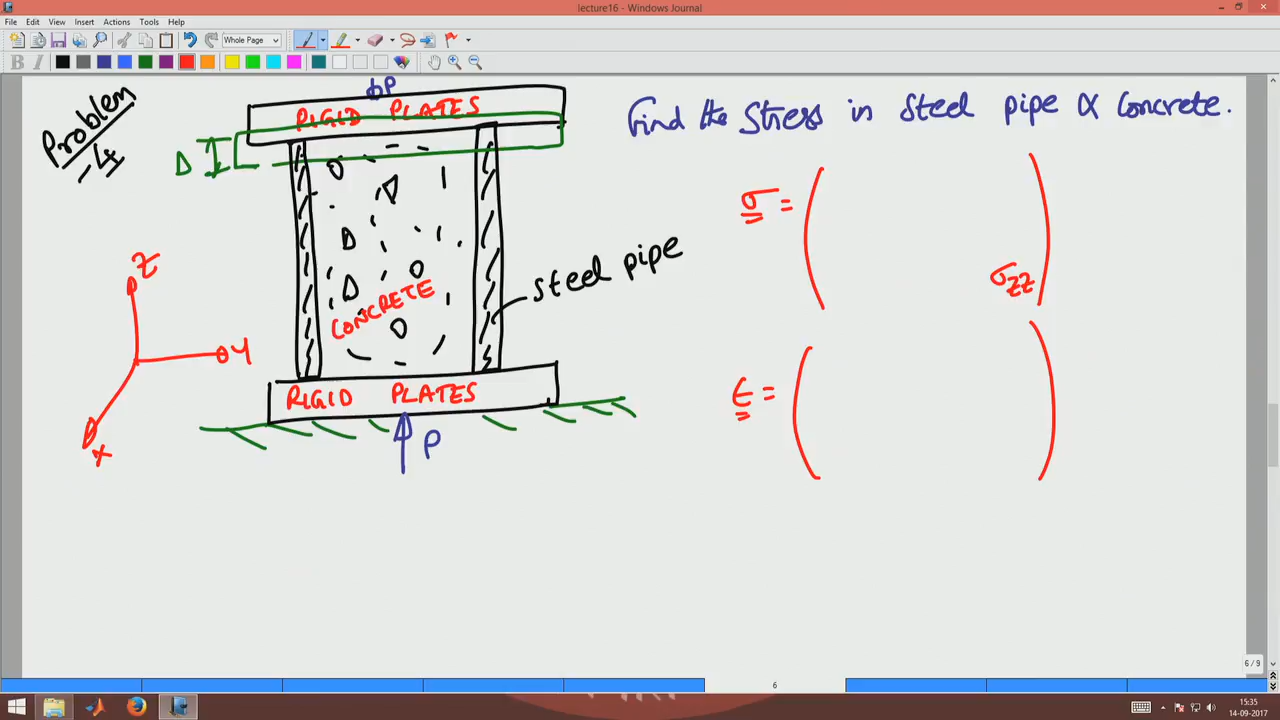 lecture16 - Windows Journal
File Edit View Insert Actions Tools Help
Whole Page
B I
Problem
-4
P
RIGID PLATES
Δ
Find the Stress in Steel pipe & Concrete.
σ =
σzz
Z
Y
X
steel pipe
CONCRETE
RIGID PLATES
ε =
P
6 / 9
6
15:35
14-09-2017